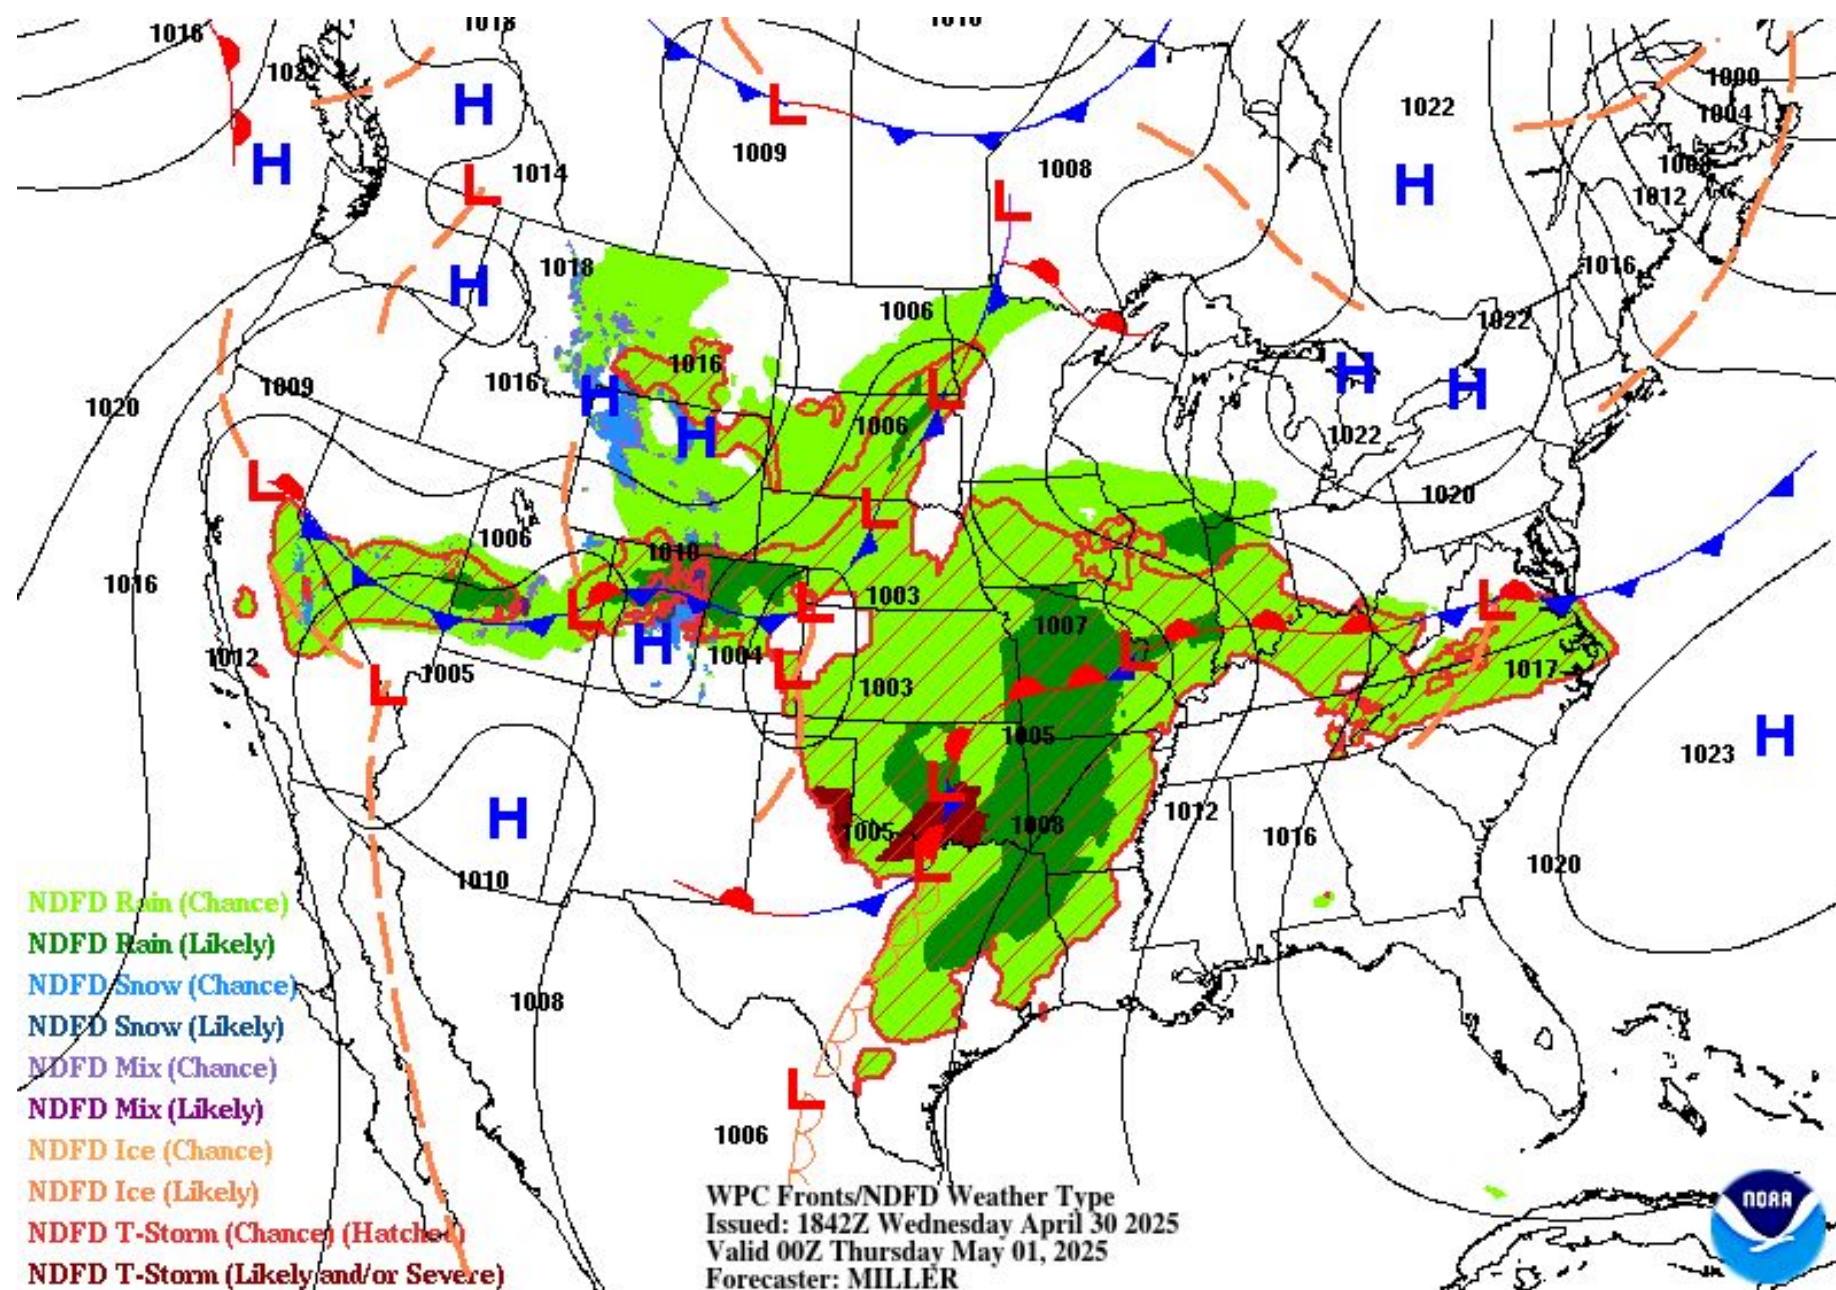 1016
1018
1022
H
1000
1022
1004
H
L
1009
1008
H
1014
L
H
1012
L
1018
1016
H
1006
1022
1016
1016
H
H
H
1009
L
1020
1006
H
1022
L
1020
L
1006
1010
1016
1003
L
L
L
1007
H
1004
L
1012
1005
L
L
1003
1017
1005
H
1023
L
1012
H
1005
1008
1016
L
1020
1010
NDFD Rain (Chance)
NDFD Rain (Likely)
NDFD Snow (Chance)
1008
NDFD Snow (Likely)
NDFD Mix (Chance)
L
NDFD Mix (Likely)
1006
NDFD Ice (Chance)
NDFD Ice (Likely)
NDFD T-Storm (Chance) (Hatched)
NDFD T-Storm (Likely and/or Severe)
WPC Fronts/NDFD Weather Type
Issued: 1842Z Wednesday April 30 2025
Valid 00Z Thursday May 01, 2025
Forecaster: MILLER
NOAA